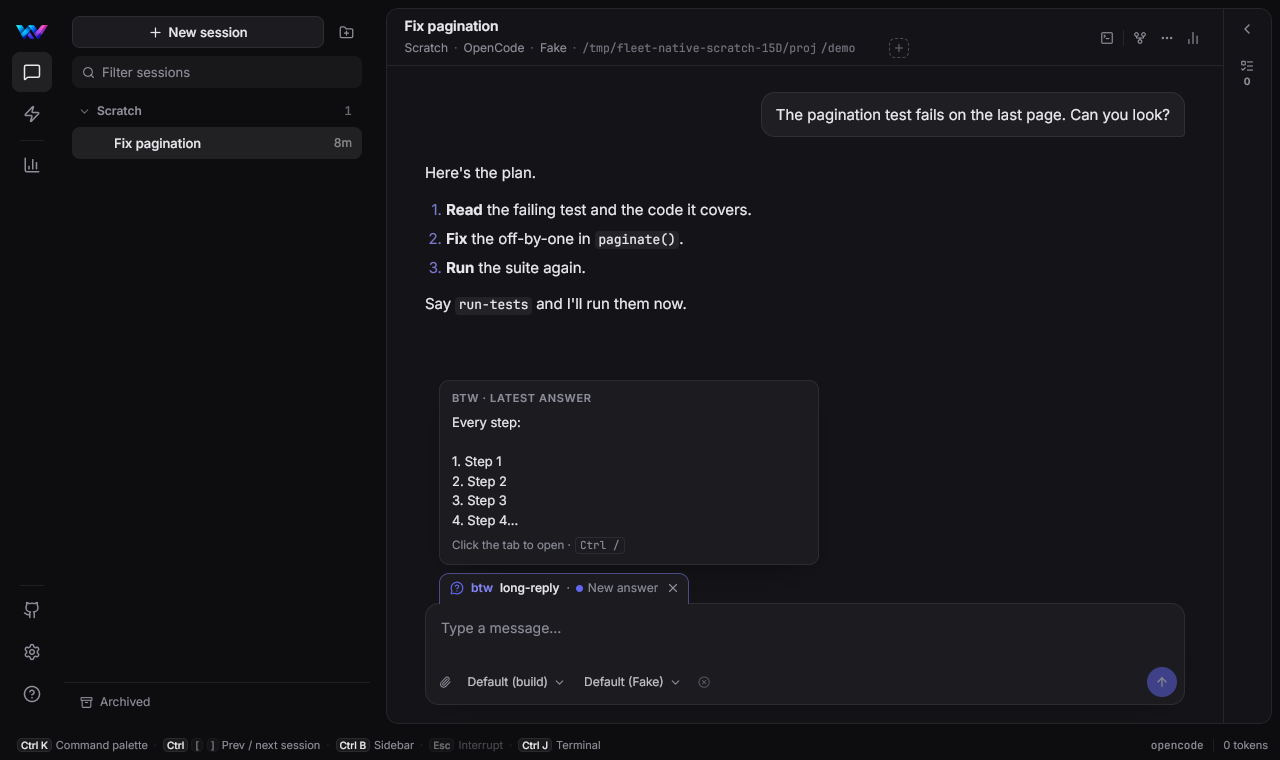 New session
Filter sessions
Scratch 1
Fix pagination 8m
Archived
Fix pagination
Scratch · OpenCode · Fake · /tmp/fleet-native-scratch-15D/proj /demo
0
The pagination test fails on the last page. Can you look?
Here's the plan.
1. Read the failing test and the code it covers.
2. Fix the off-by-one in paginate().
3. Run the suite again.
Say run-tests and I'll run them now.
BTW · LATEST ANSWER
Every step:
1. Step 1
2. Step 2
3. Step 3
4. Step 4...
Click the tab to open · Ctrl /
btw long-reply · New answer
Type a message...
Default (build) Default (Fake)
Ctrl K Command palette · Ctrl [ ] Prev / next session · Ctrl B Sidebar · Esc Interrupt · Ctrl J Terminal
opencode 0 tokens